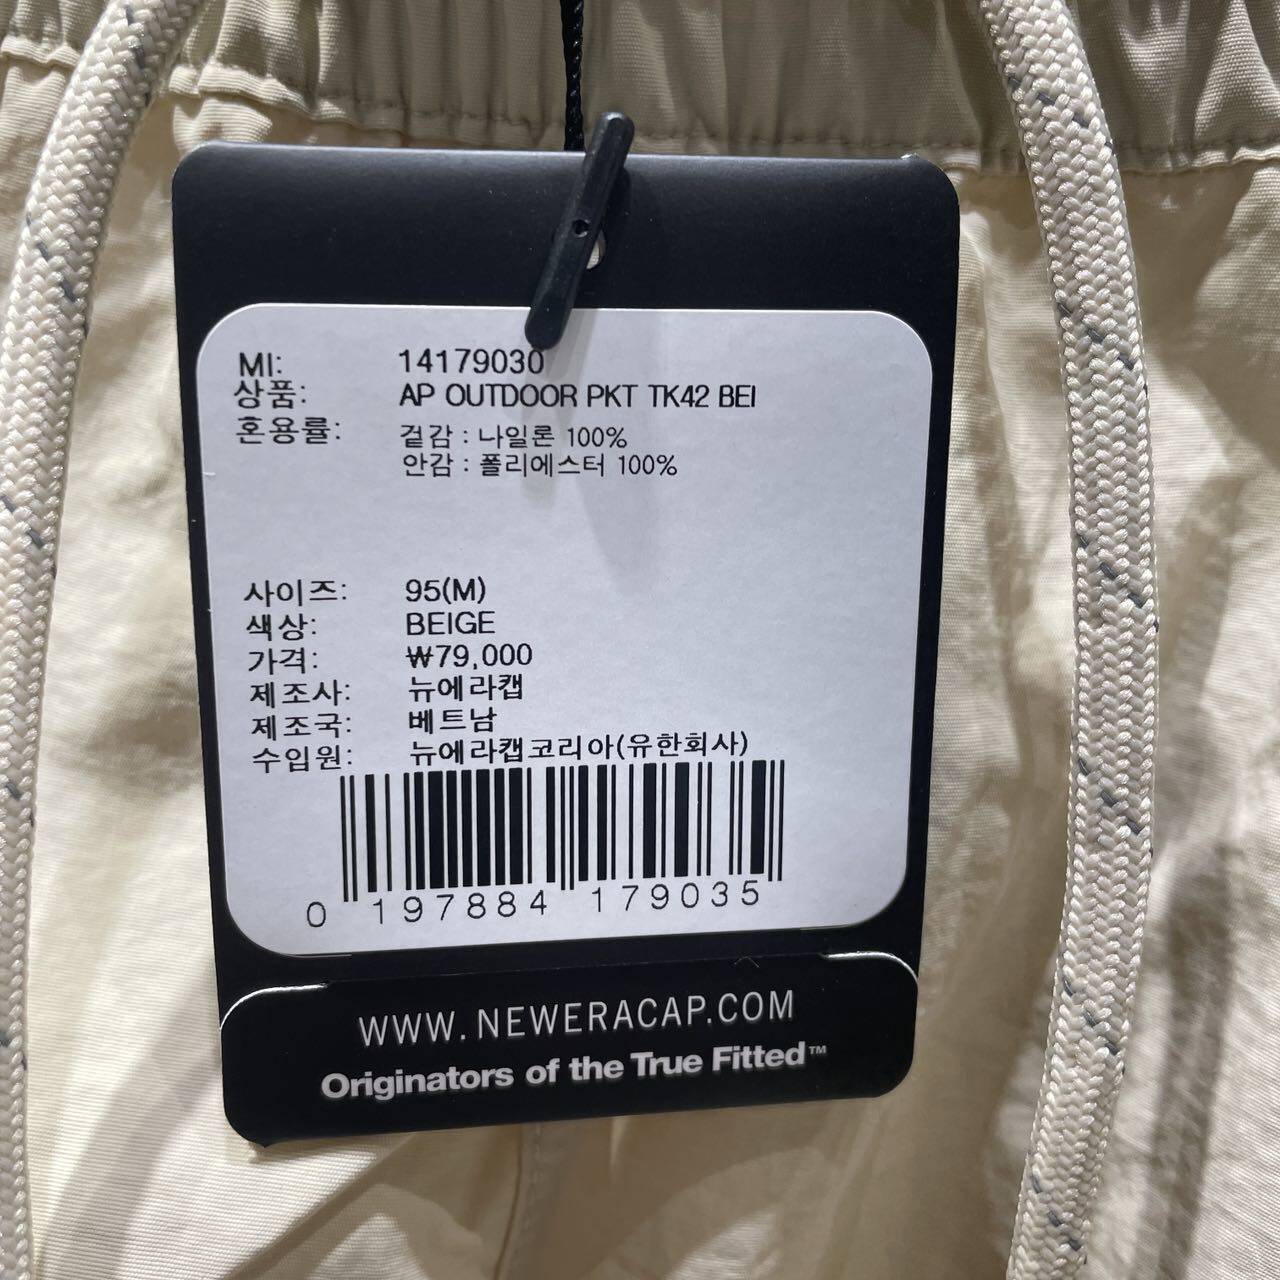 MI: 14179030
상품: AP OUTDOOR PKT TK42 BEI
혼용률: 겉감 : 나일론 100%
안감 : 폴리에스터 100%
사이즈: 95(M)
색상: BEIGE
가격: ₩79,000
제조사: 뉴에라캡
제조국: 베트남
수입원: 뉴에라캡코리아(유한회사)
0 197884 179035
WWW.NEWERACAP.COM
Originators of the True Fitted™